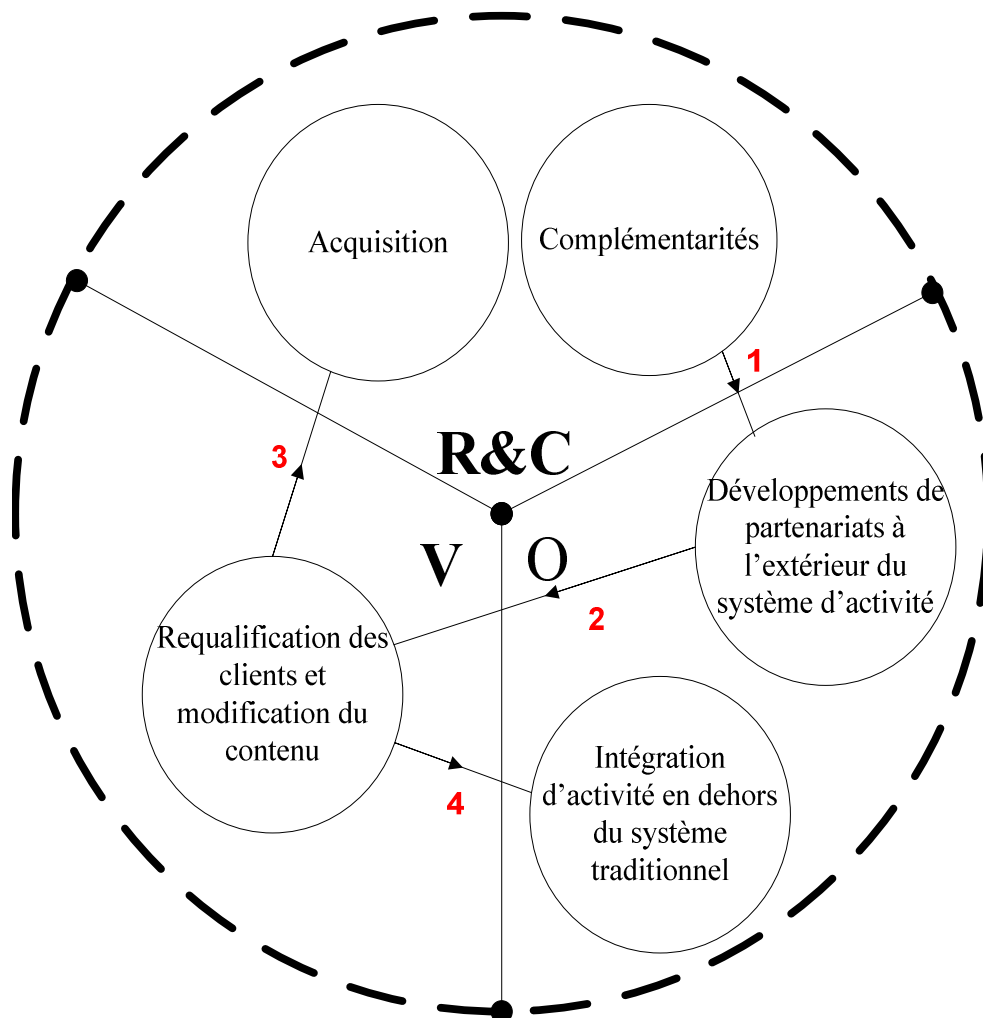 Acquisition
Complémentarités
1
R&C
3
Développements de
partenariats à
l'extérieur du
système d'activité
V
O
2
Requalification des
clients et
modification du
contenu
4
Intégration
d'activité en dehors
du système
traditionnel